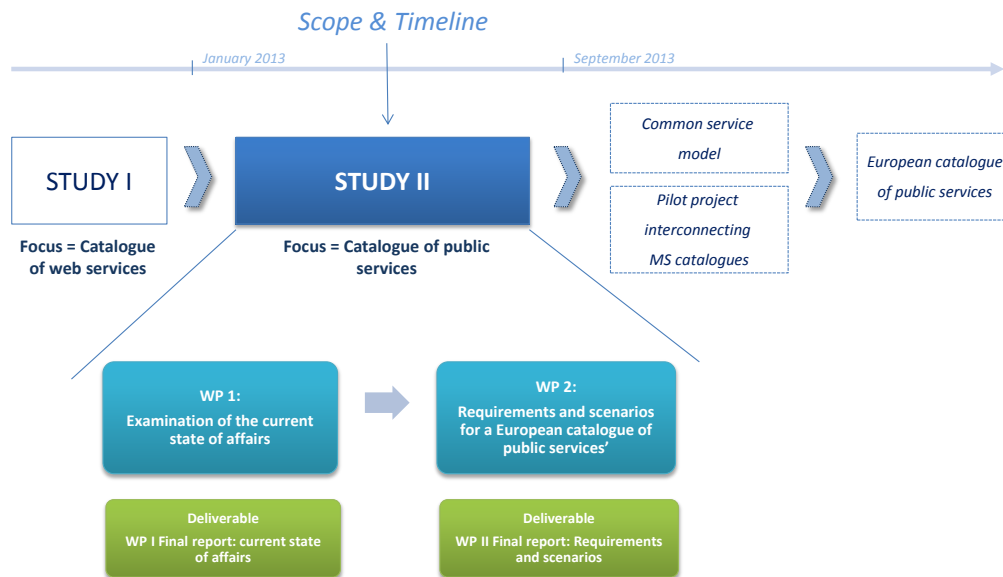 Scope & Timeline
January 2013
September 2013
STUDY I
Focus = Catalogue
of web services
STUDY II
Focus = Catalogue of public
services
Common service
model
Pilot project
interconnecting
MS catalogues
European catalogue
of public services
WP 1:
Examination of the current
state of affairs
WP 2:
Requirements and scenarios
for a European catalogue of
public services’
Deliverable
WP I Final report: current state
of affairs
Deliverable
WP II Final report: Requirements
and scenarios